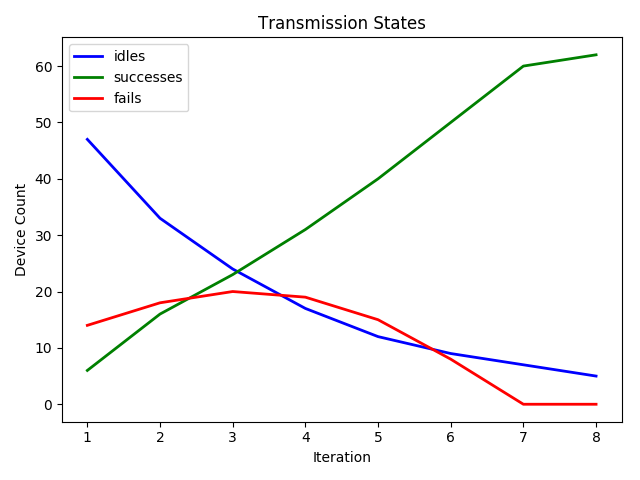 Transmission States
idles
successes
fails
Device Count
60
50
40
30
20
10
0
1 2 3 4 5 6 7 8
Iteration